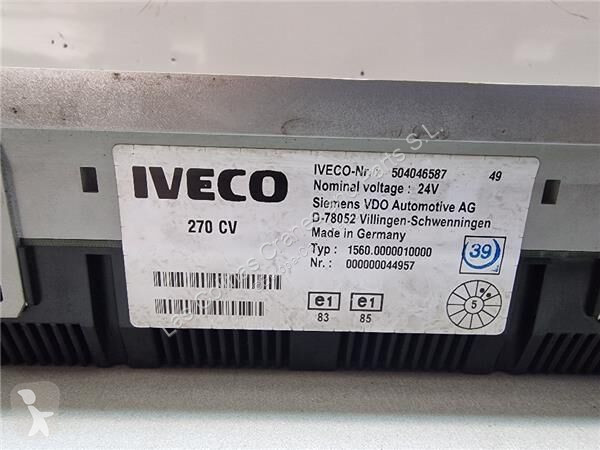 IVECO
270 CV
IVECO-Nr. 504046587 49
Nominal voltage : 24V
Siemens VDO Automotive AG
D-78052 Villingen-Schwenningen
Made in Germany
Typ : 1560.0000010000
Nr. : 000000044957
39
e1 e1
83 85
5